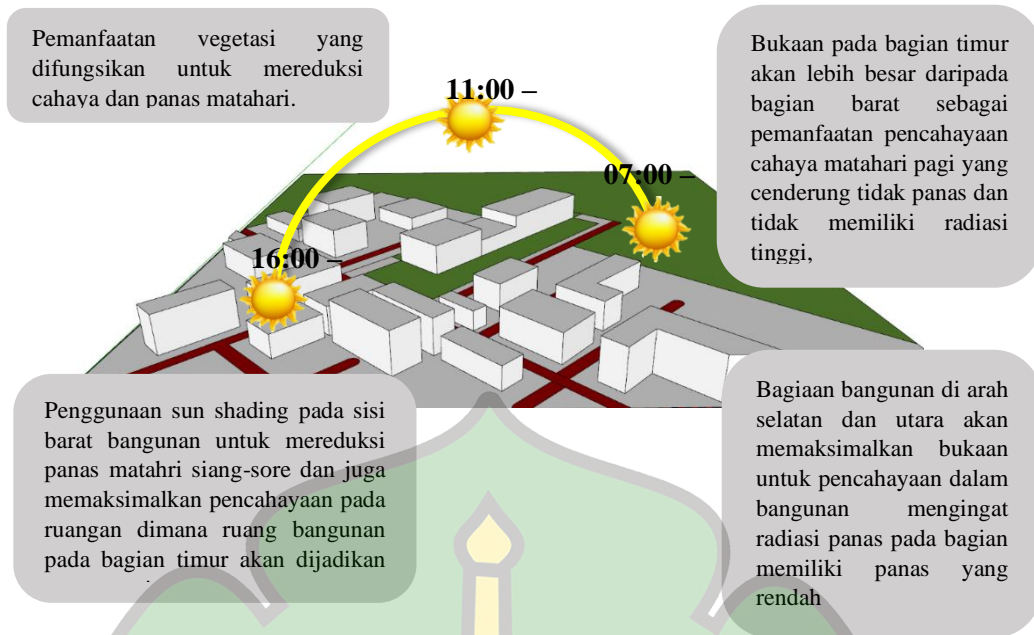 Pemanfaatan vegetasi yang
difungsikan untuk mereduksi
cahaya dan panas matahari.
11:00 –
07:00 –
16:00 –
Bukaan pada bagian timur
akan lebih besar daripada
bagian barat sebagai
pemanfaatan pencahayaan
cahaya matahari pagi yang
cenderung tidak panas dan
tidak memiliki radiasi
tinggi,
Penggunaan sun shading pada sisi
barat bangunan untuk mereduksi
panas matahri siang-sore dan juga
memaksimalkan pencahayaan pada
ruangan dimana ruang bangunan
pada bagian timur akan dijadikan
Bagiaan bangunan di arah
selatan dan utara akan
memaksimalkan bukaan
untuk pencahayaan dalam
bangunan mengingat
radiasi panas pada bagian
memiliki panas yang
rendah